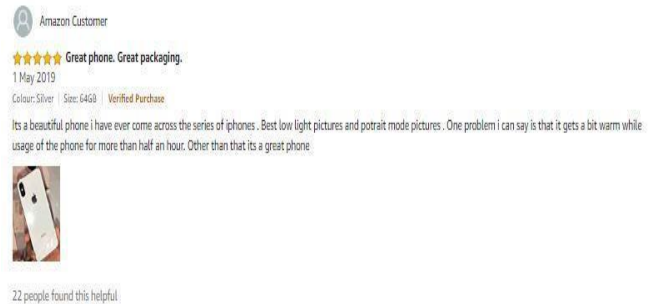 Amazon Customer
Great phone. Great packaging.
1 May 2019
Colour: Silver | Size: 64GB | Verified Purchase
Its a beautiful phone i have ever come across the series of iphones . Best low light pictures and potrait mode pictures . One problem i can say is that it gets a bit warm while
usage of the phone for more than half an hour. Other than that its a great phone
22 people found this helpful